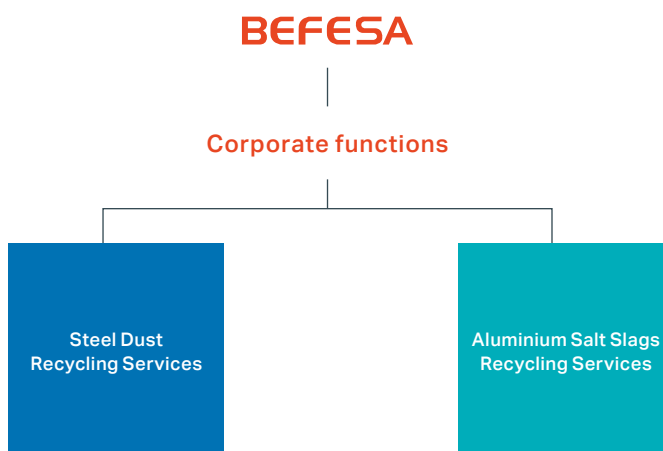 BEFESA
Corporate functions
Steel Dust
Recycling Services
Aluminium Salt Slags
Recycling Services